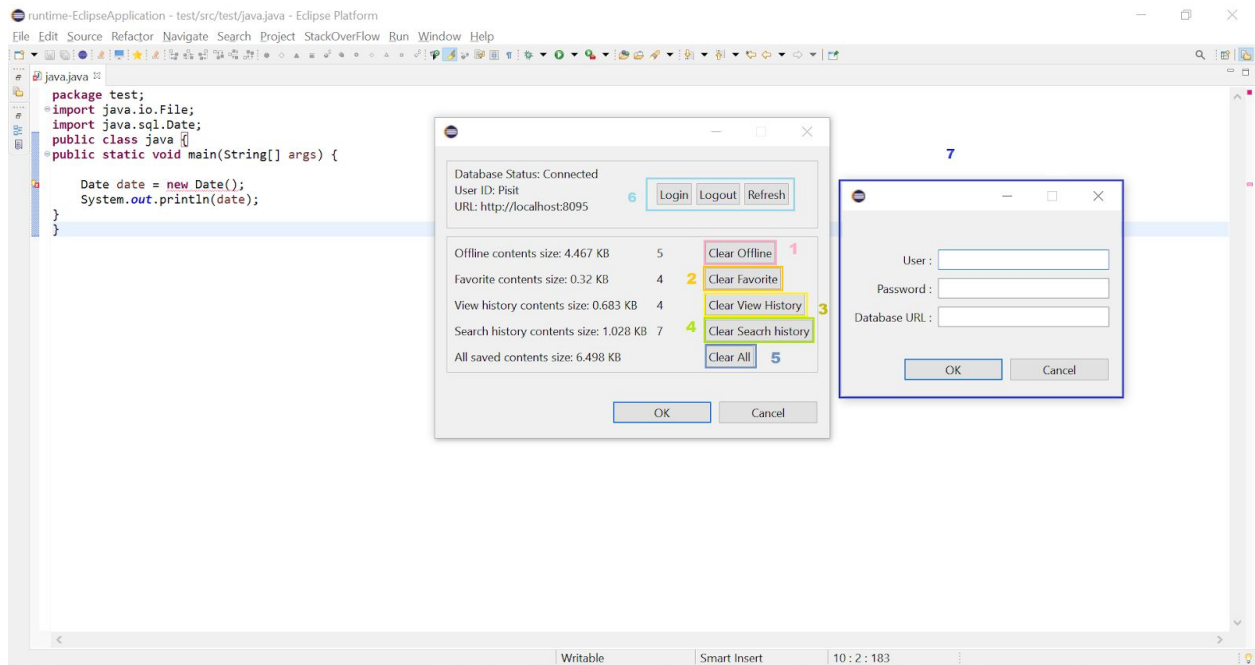 runtime-EclipseApplication - test/src/test/java.java - Eclipse Platform
File Edit Source Refactor Navigate Search Project StackOverFlow Run Window Help
java.java
package test;
import java.io.File;
import java.sql.Date;
public class java {
public static void main(String[] args) {
Date date = new Date();
System.out.println(date);
}
}
Database Status: Connected
User ID: Pisit
URL: http://localhost:8095
6
Login Logout Refresh
Offline contents size: 4.467 KB 5 Clear Offline 1
Favorite contents size: 0.32 KB 4 2 Clear Favorite
View history contents size: 0.683 KB 4 Clear View History 3
Search history contents size: 1.028 KB 7 4 Clear Seacrh history
All saved contents size: 6.498 KB Clear All 5
OK Cancel
7
User :
Password :
Database URL :
OK Cancel
Writable Smart Insert 10 : 2 : 183